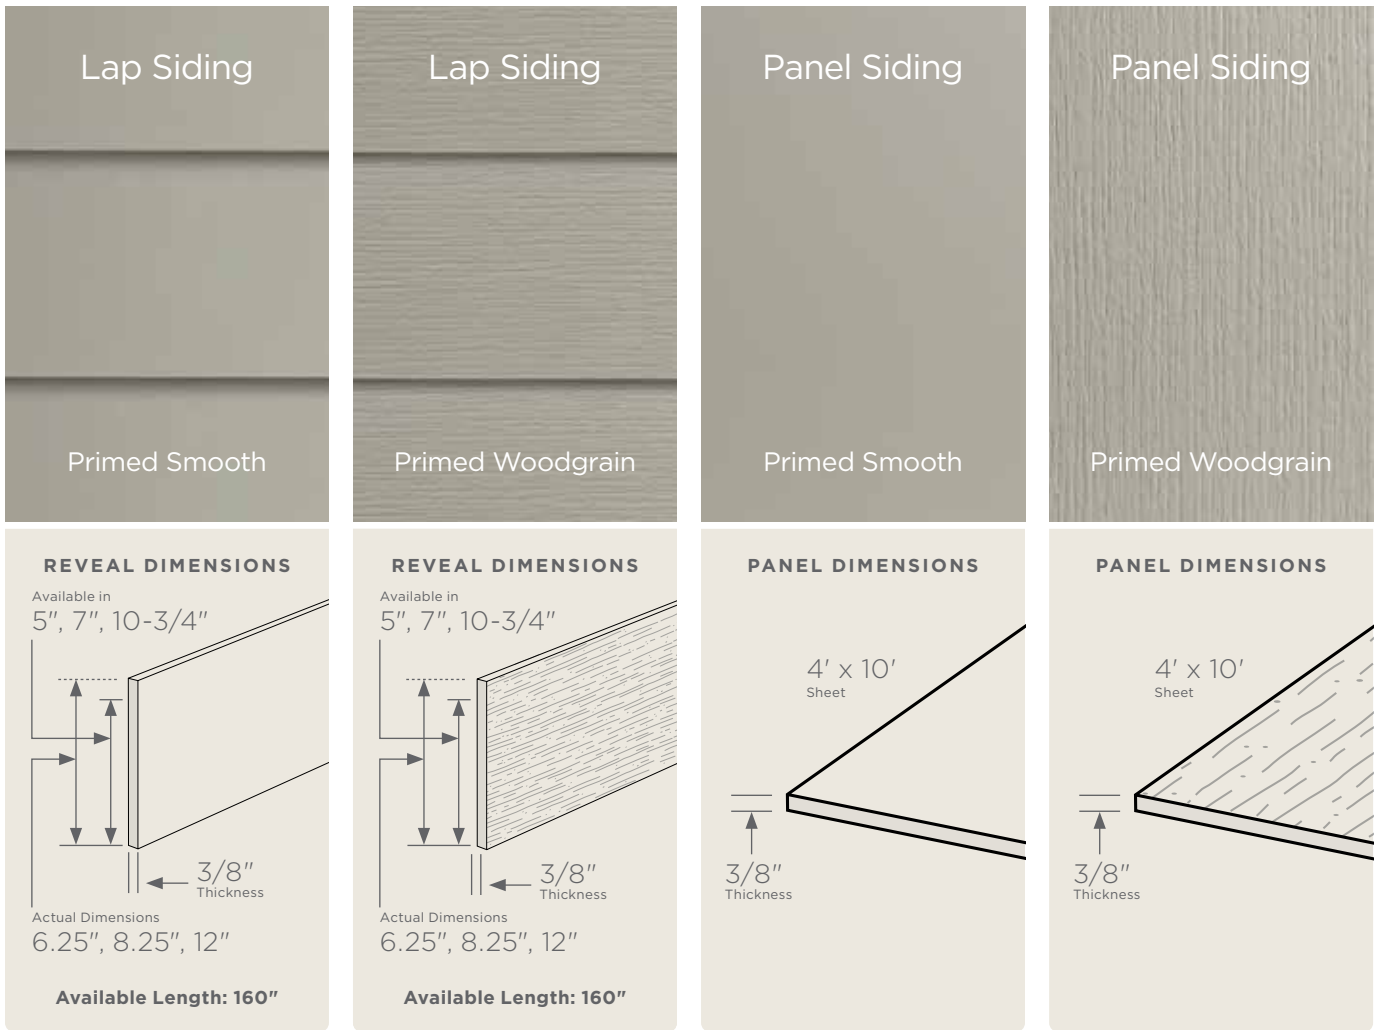 Lap Siding
Primed Smooth
REVEAL DIMENSIONS
Available in
5", 7", 10-3/4"
3/8"
Thickness
Actual Dimensions
6.25", 8.25", 12"
Available Length: 160"
Lap Siding
Primed Woodgrain
REVEAL DIMENSIONS
Available in
5", 7", 10-3/4"
3/8"
Thickness
Actual Dimensions
6.25", 8.25", 12"
Available Length: 160"
Panel Siding
Primed Smooth
PANEL DIMENSIONS
4' x 10'
Sheet
3/8"
Thickness
Panel Siding
Primed Woodgrain
PANEL DIMENSIONS
4' x 10'
Sheet
3/8"
Thickness